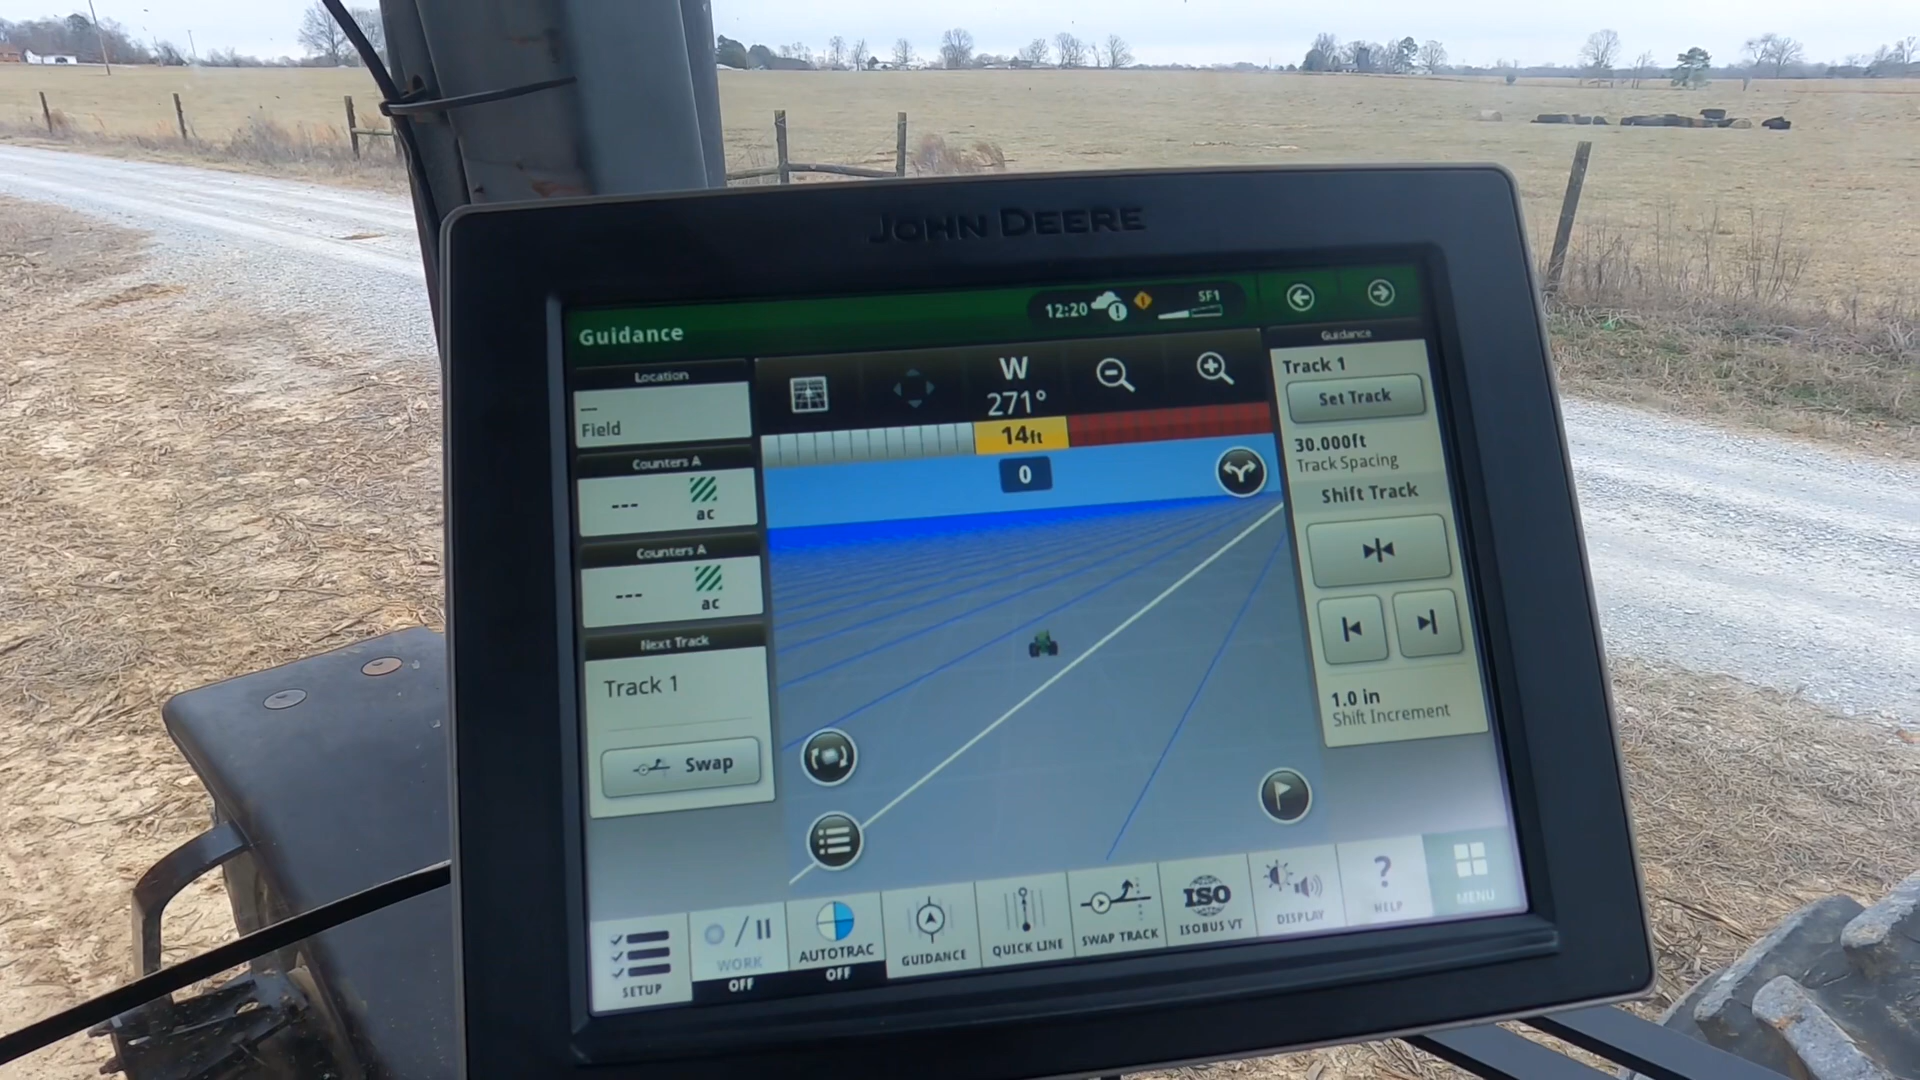 JOHN DEERE
Guidance
12:20
SF1
Location
---
Field
Counters A
---
ac
Counters A
---
ac
Next Track
Track 1
Swap
W
271°
14ft
0
Guidance
Track 1
Set Track
30.000ft
Track Spacing
Shift Track
1.0 in
Shift Increment
SETUP
WORK
OFF
AUTOTRAC
OFF
GUIDANCE
QUICK LINE
SWAP TRACK
ISO
ISOBUS VT
DISPLAY
?
HELP
MENU